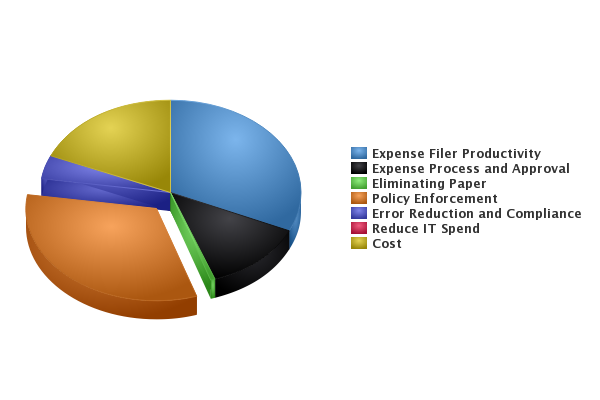 Expense Filer Productivity
Expense Process and Approval
Eliminating Paper
Policy Enforcement
Error Reduction and Compliance
Reduce IT Spend
Cost